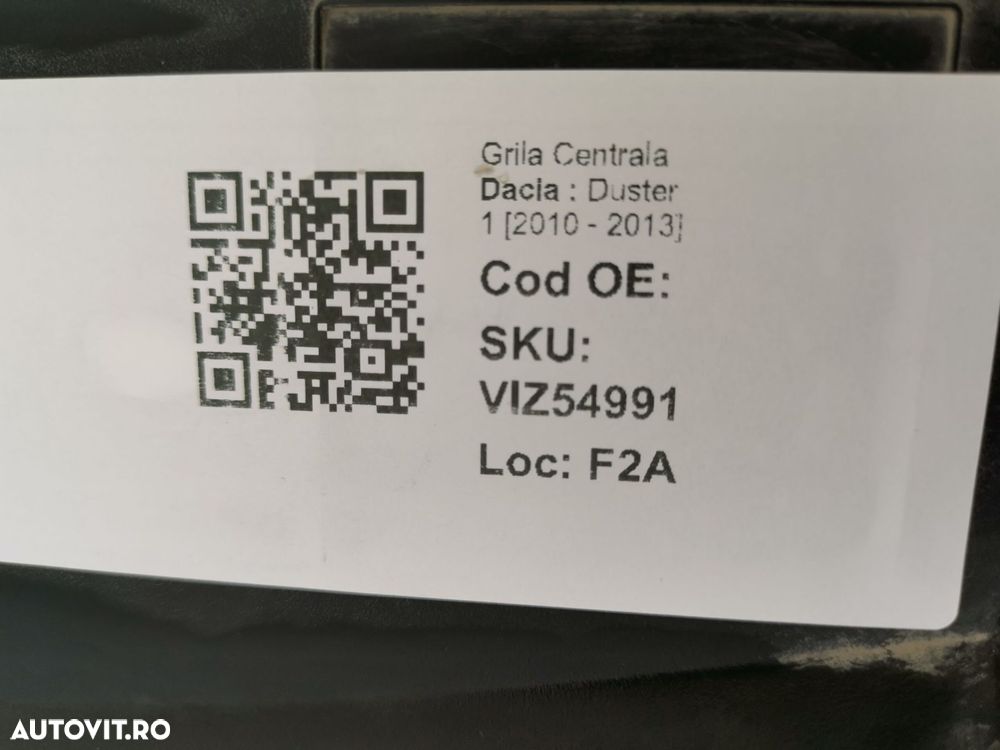 Grila Centrala
Dacia : Duster
1 [2010 - 2013]
Cod OE:
SKU:
VIZ54991
Loc: F2A
AUTOVIT.RO